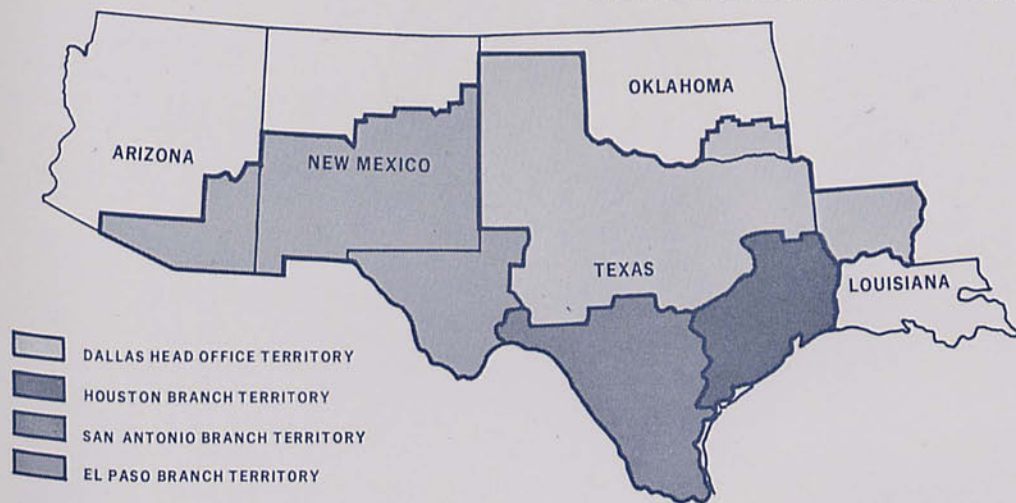 OKLAHOMA
ARIZONA
NEW MEXICO
TEXAS
LOUISIANA
DALLAS HEAD OFFICE TERRITORY
HOUSTON BRANCH TERRITORY
SAN ANTONIO BRANCH TERRITORY
EL PASO BRANCH TERRITORY